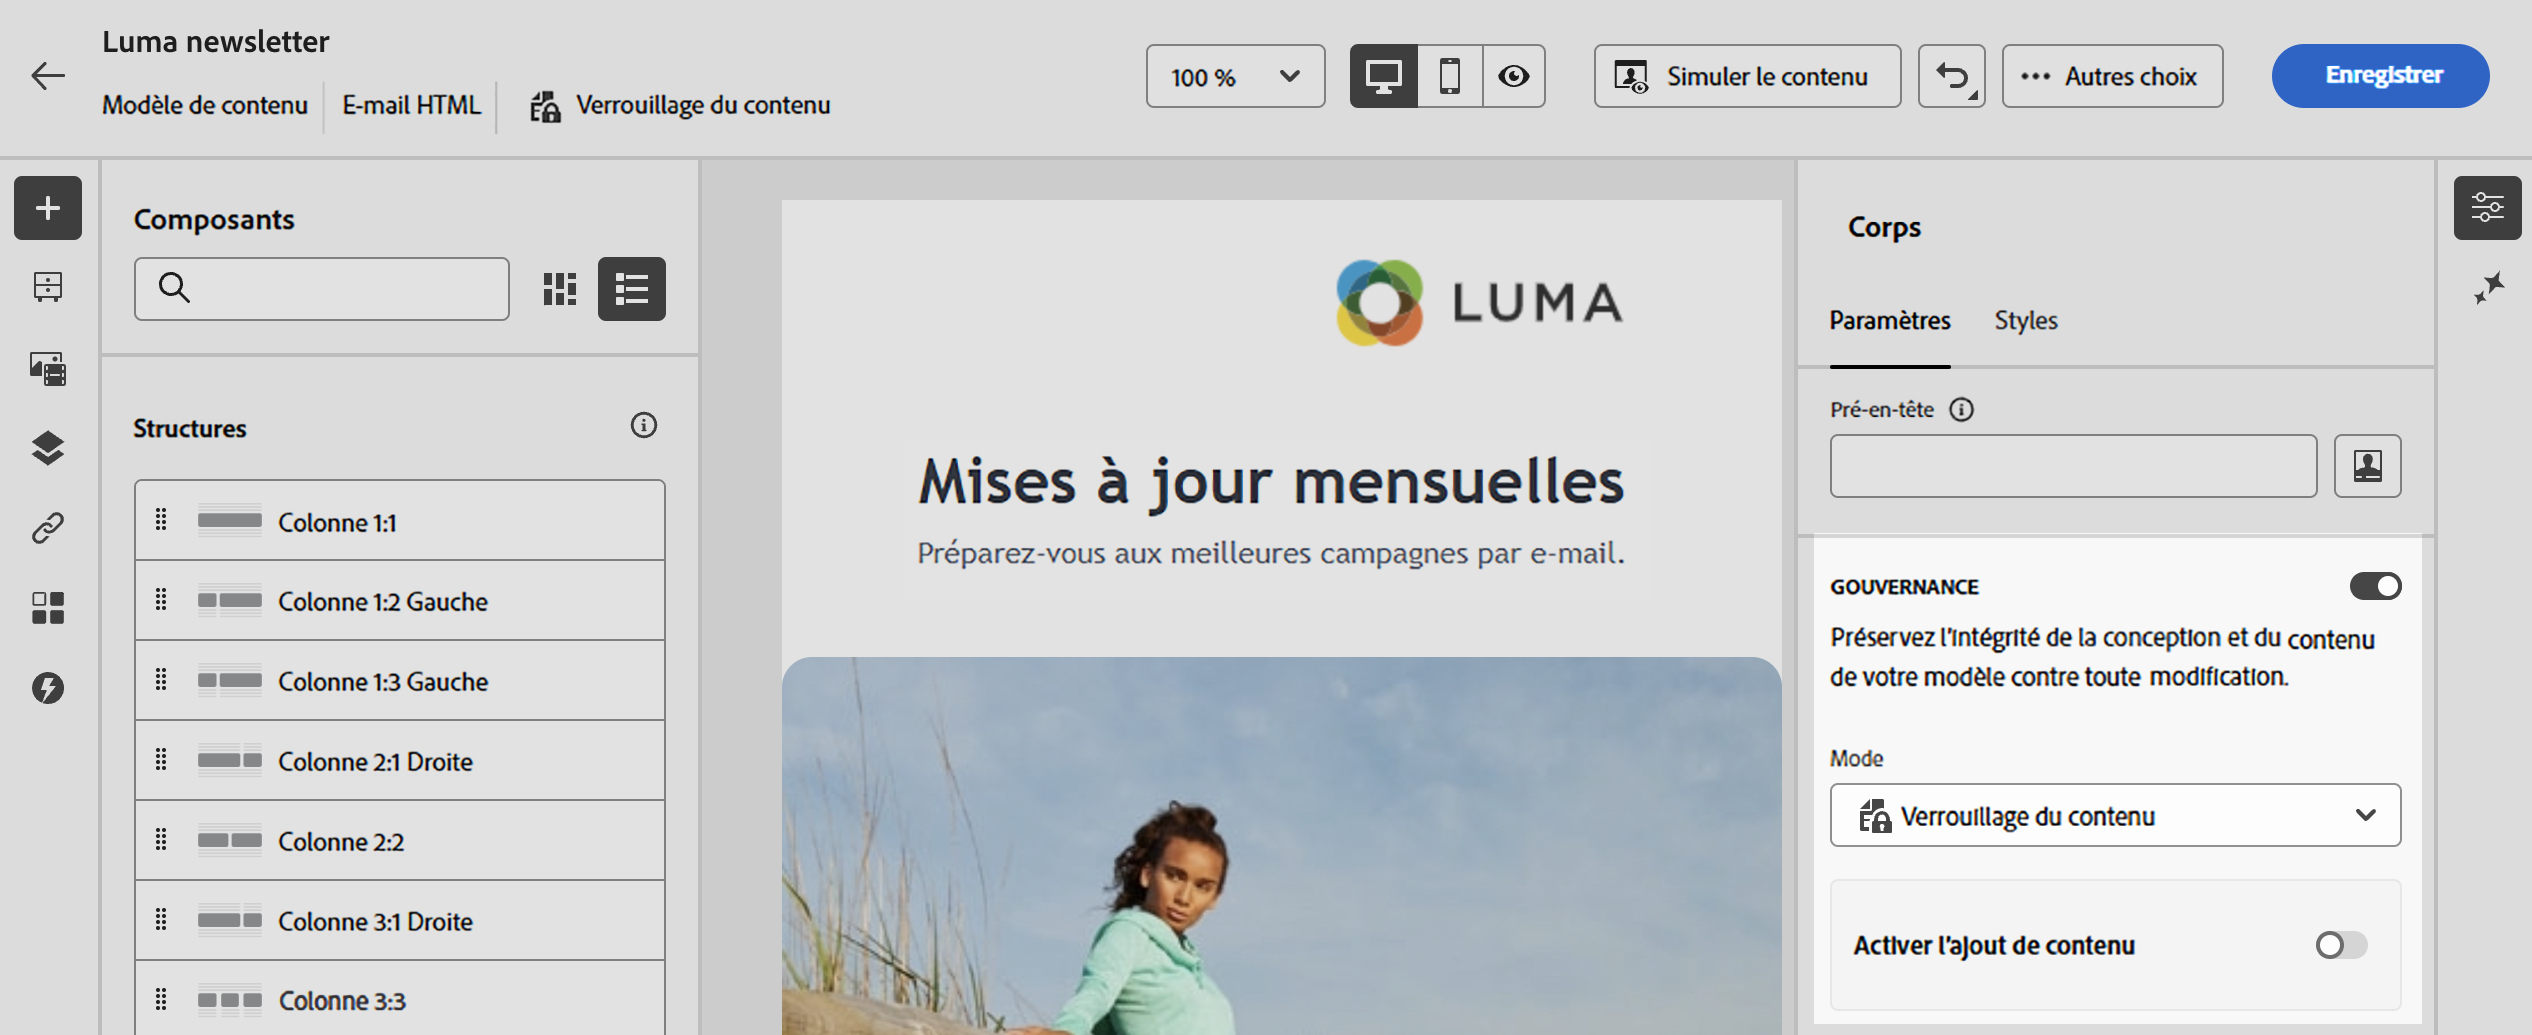 Luma newsletter
Modèle de contenu
E-mail HTML
Verrouillage du contenu
100 %
Simuler le contenu
Autres choix
Enregistrer
Composants
Structures
Colonne 1:1
Colonne 1:2 Gauche
Colonne 1:3 Gauche
Colonne 2:1 Droite
Colonne 2:2
Colonne 3:1 Droite
Colonne 3:3
LUMA
Mises à jour mensuelles
Préparez-vous aux meilleures campagnes par e-mail.
Corps
Paramètres
Styles
Pré-en-tête
GOUVERNANCE
Préservez l'intégrité de la conception et du contenu
de votre modèle contre toute modification.
Mode
Verrouillage du contenu
Activer l'ajout de contenu